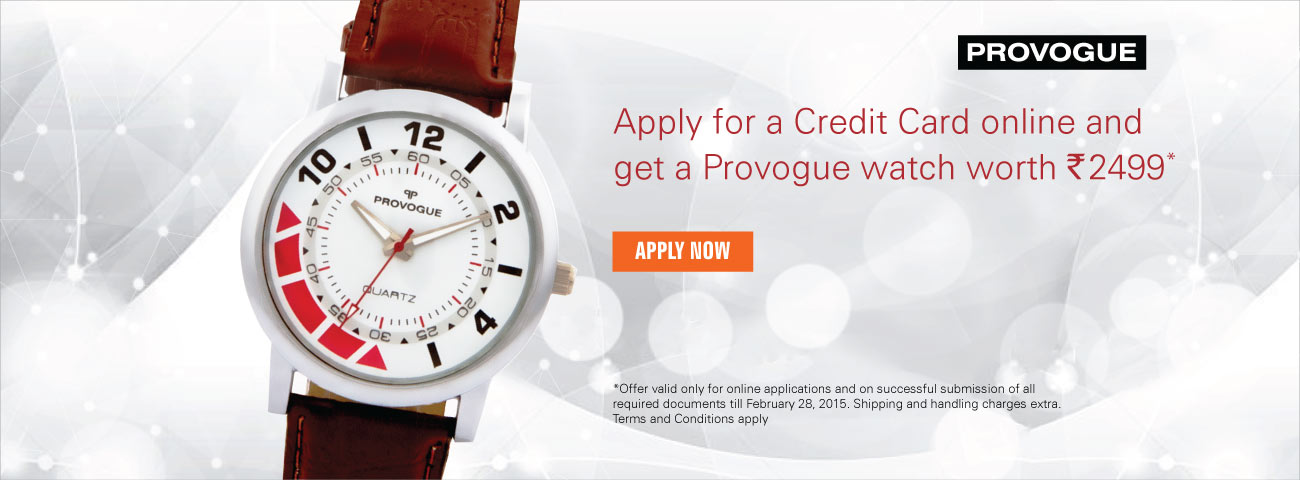 PROVOGUE
Apply for a Credit Card online and
get a Provogue watch worth ₹2499*
APPLY NOW
*Offer valid only for online applications and on successful submission of all
required documents till February 28, 2015. Shipping and handling charges extra.
Terms and Conditions apply
12
2
4
10
60
05
10
15
20
25
30
35
40
45
50
55
PP
PROVOGUE
QUARTZ